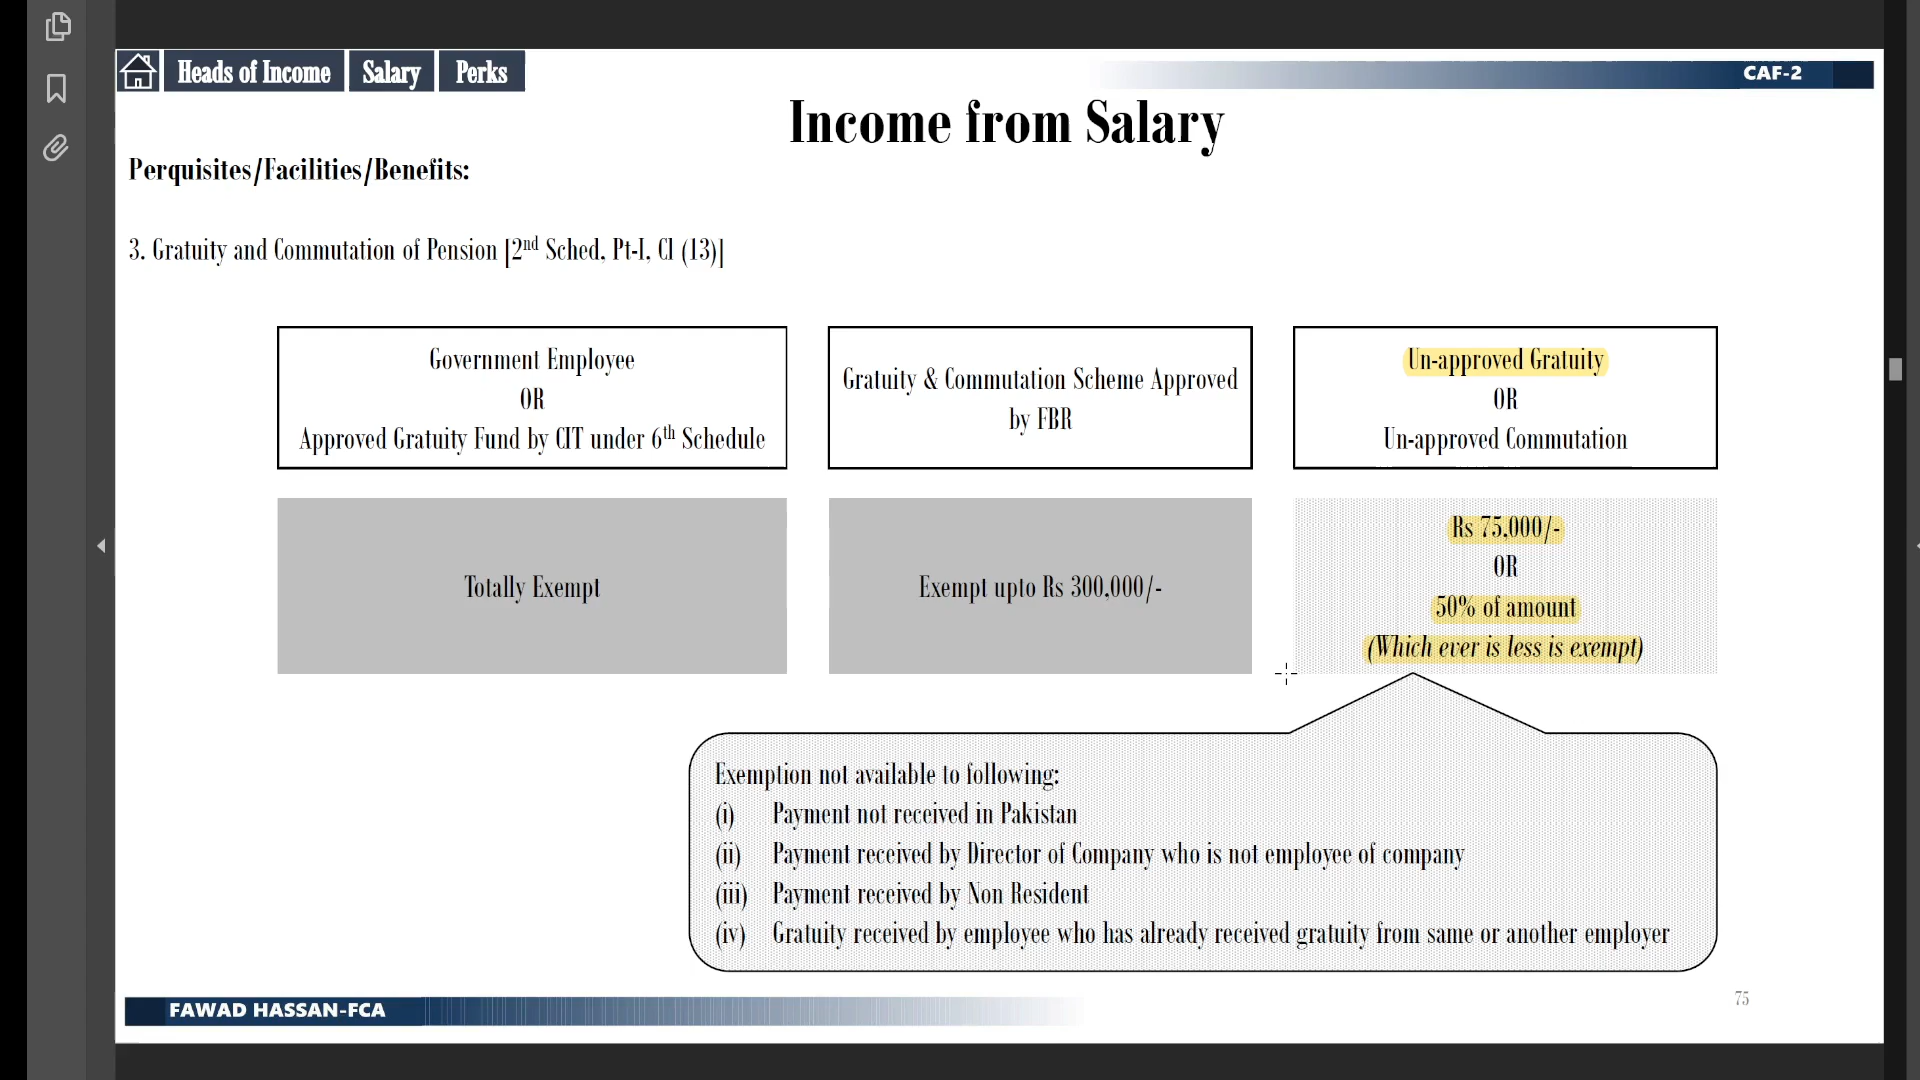 Heads of Income
Salary
Perks
CAF-2
Income from Salary
Perquisites/Facilities/Benefits:
3. Gratuity and Commutation of Pension [2nd Sched, Pt-I, Cl (13)]
Government Employee
OR
Approved Gratuity Fund by CIT under 6th Schedule
Gratuity & Commutation Scheme Approved
by FBR
Un-approved Gratuity
OR
Un-approved Commutation
Totally Exempt
Exempt upto Rs 300,000/-
Rs 75,000/-
OR
50% of amount
(Which ever is less is exempt)
Exemption not available to following:
(i) Payment not received in Pakistan
(ii) Payment received by Director of Company who is not employee of company
(iii) Payment received by Non Resident
(iv) Gratuity received by employee who has already received gratuity from same or another employer
75
FAWAD HASSAN-FCA